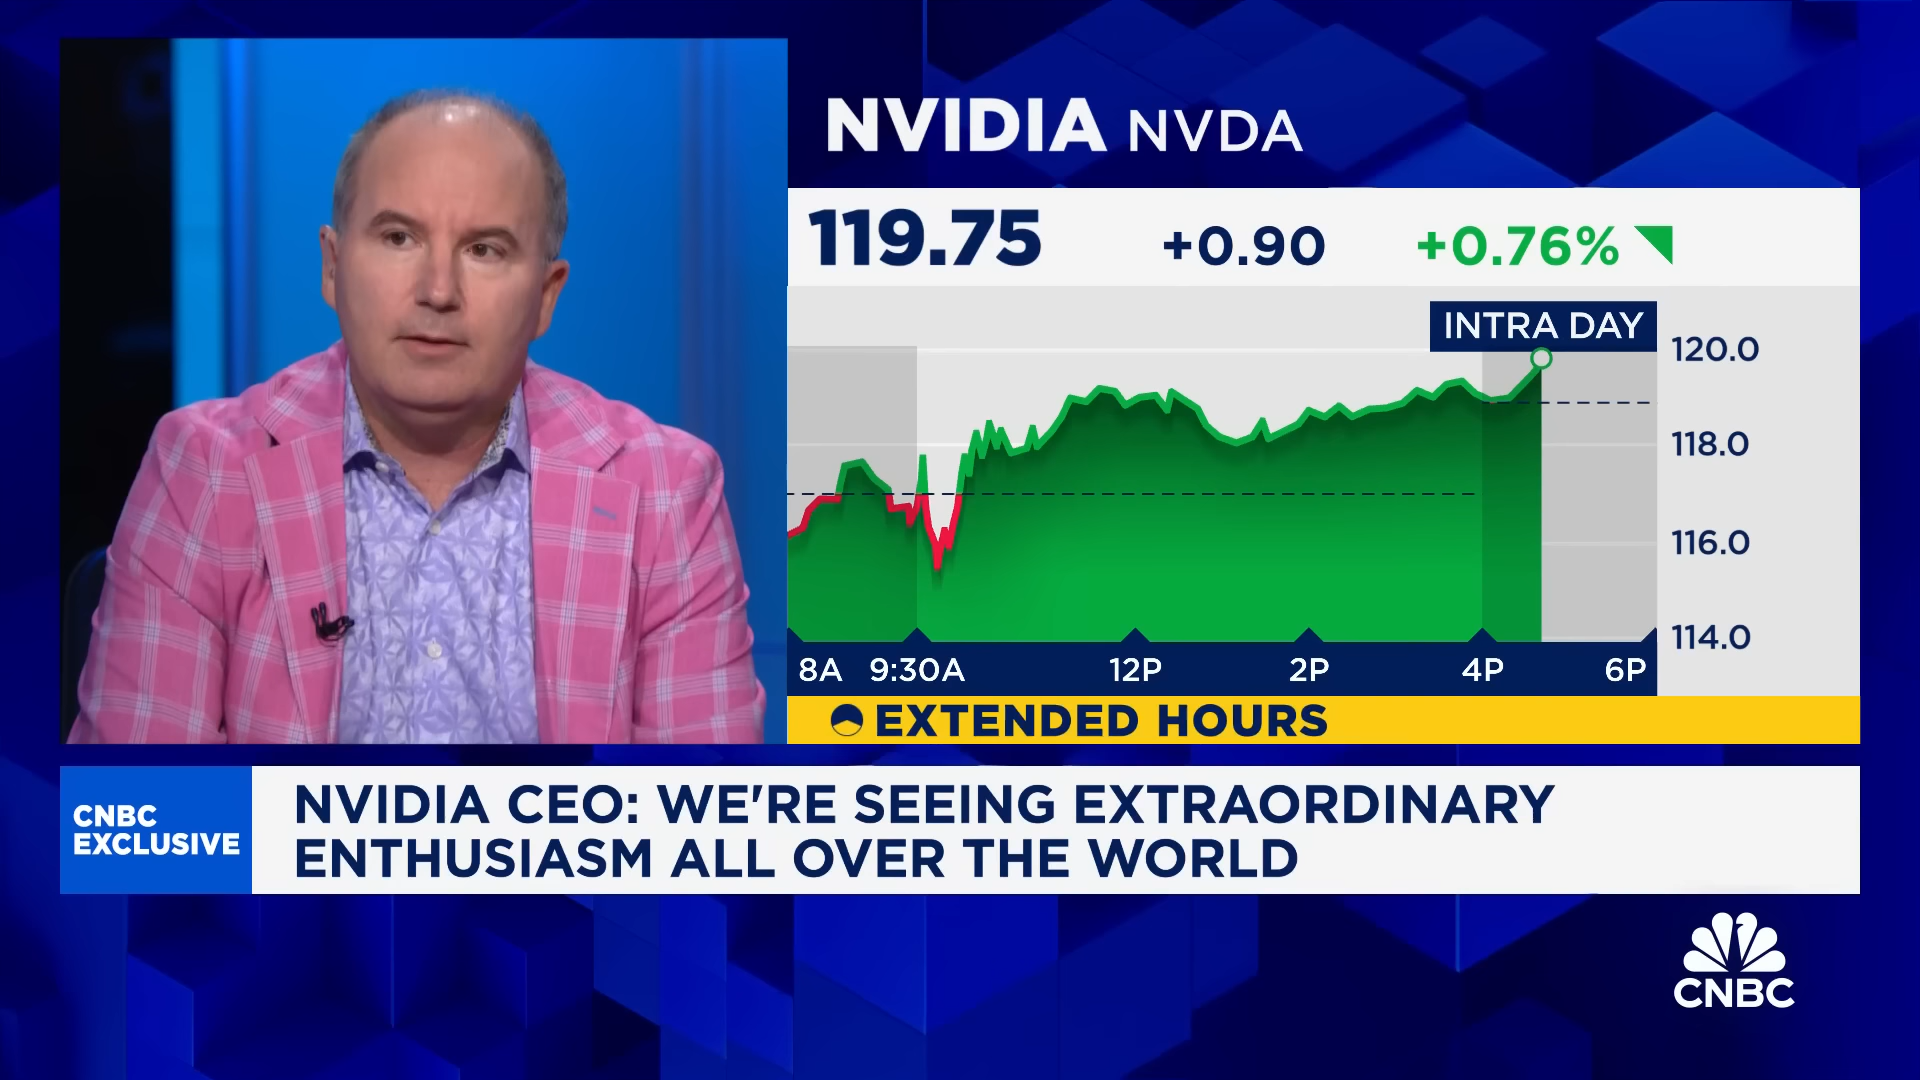 NVIDIA NVDA
119.75 +0.90 +0.76%
INTRA DAY
120.0
118.0
116.0
114.0
8A 9:30A 12P 2P 4P 6P
EXTENDED HOURS
CNBC
EXCLUSIVE
NVIDIA CEO: WE'RE SEEING EXTRAORDINARY
ENTHUSIASM ALL OVER THE WORLD
CNBC